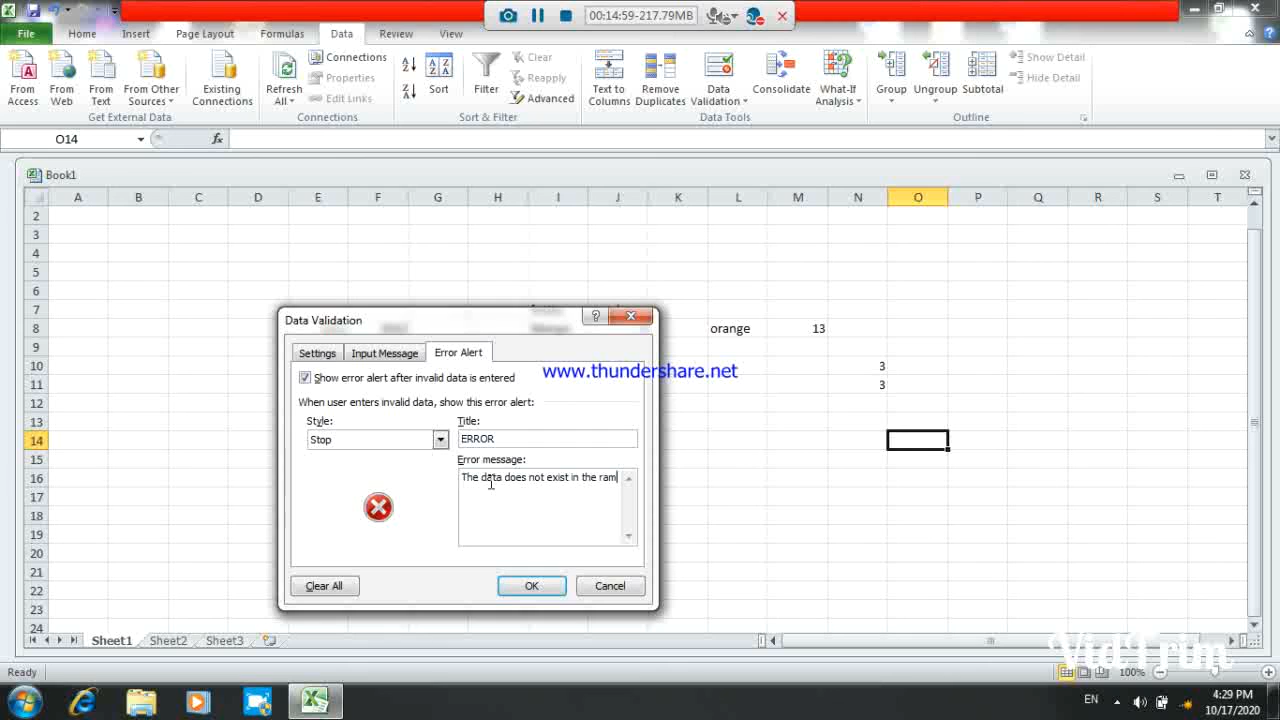 00:14:59-217.79MB
File Home Insert Page Layout Formulas Data Review View
From Access
From Web
From Text
From Other Sources
Existing Connections
Refresh All
Connections
Properties
Edit Links
Sort
Filter
Clear
Reapply
Advanced
Text to Columns
Remove Duplicates
Data Validation
Consolidate
What-If Analysis
Group
Ungroup
Subtotal
Show Detail
Hide Detail
Get External Data
Connections
Sort & Filter
Data Tools
Outline
O14
fx
Book1
A B C D E F G H I J K L M N O P Q R S T
2
3
4
5
6
7
8 orange 13
9
10 3
11 3
12
13
14
15
16
17
18
19
20
21
22
23
24
Data Validation
Settings Input Message Error Alert
www.thundershare.net
Show error alert after invalid data is entered
When user enters invalid data, show this error alert:
Style:
Stop
Title:
ERROR
Error message:
The data does not exist in the ram
Clear All OK Cancel
Sheet1 Sheet2 Sheet3
VidTrim
Ready
100%
EN
4:29 PM
10/17/2020